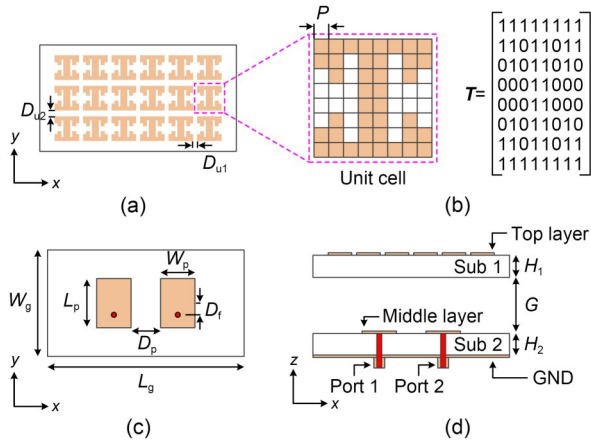 P
D_u2
D_u1
y
x
(a)
Unit cell
(b)
T=
11111111
11011011
01011010
00011000
00011000
01011010
11011011
11111111
W_p
W_g
L_p
D_f
D_p
L_g
y
x
(c)
Top layer
Sub 1
H_1
G
Middle layer
Sub 2
H_2
Port 1
Port 2
GND
z
x
(d)